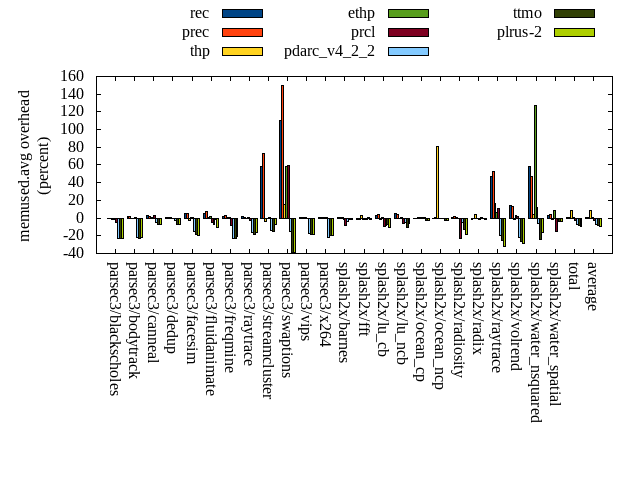 rec ethp ttmo
prec prcl plrus-2
thp pdarc_v4_2_2
memused.avg overhead
(percent)
160
140
120
100
80
60
40
20
0
-20
-40
parsec3/blackscholes
parsec3/bodytrack
parsec3/canneal
parsec3/dedup
parsec3/facesim
parsec3/fluidanimate
parsec3/freqmine
parsec3/raytrace
parsec3/streamcluster
parsec3/swaptions
parsec3/vips
parsec3/x264
splash2x/barnes
splash2x/fft
splash2x/lu_cb
splash2x/lu_ncb
splash2x/ocean_cp
splash2x/ocean_ncp
splash2x/radiosity
splash2x/radix
splash2x/raytrace
splash2x/volrend
splash2x/water_nsquared
splash2x/water_spatial
total
average